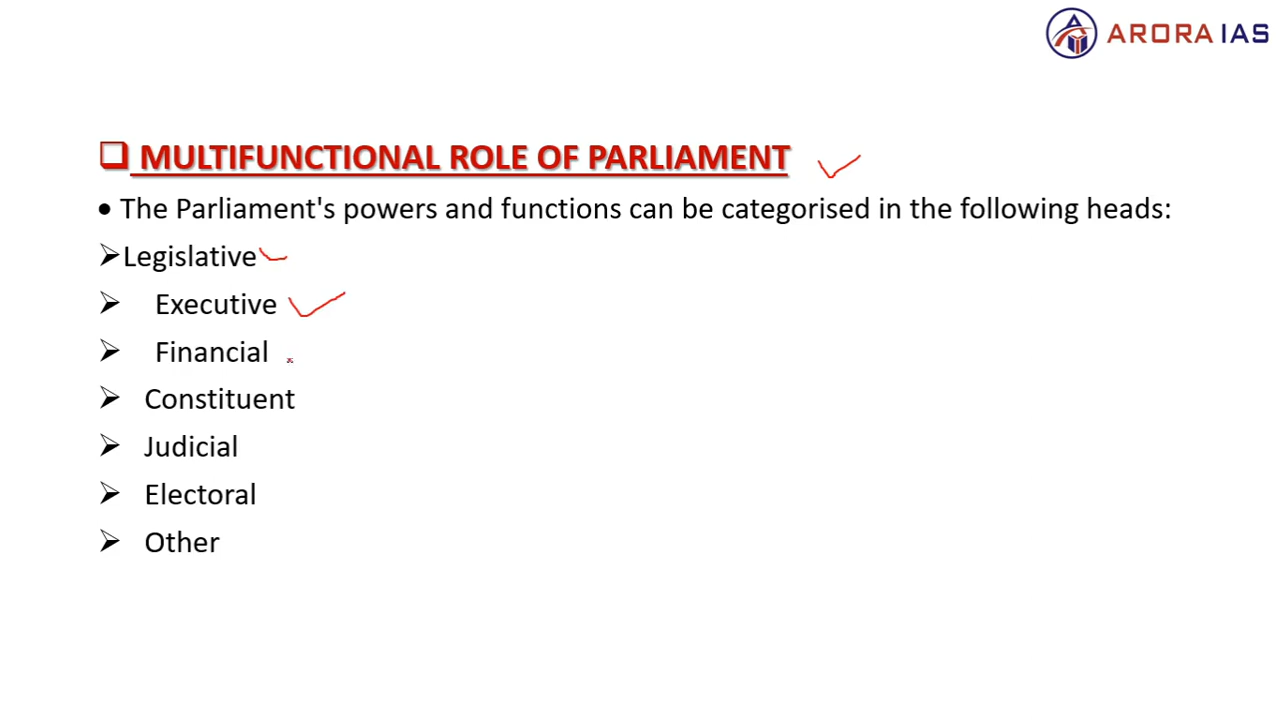 ARORA IAS
❑ MULTIFUNCTIONAL ROLE OF PARLIAMENT
• The Parliament's powers and functions can be categorised in the following heads:
➢Legislative
➢ Executive
➢ Financial
➢ Constituent
➢ Judicial
➢ Electoral
➢ Other